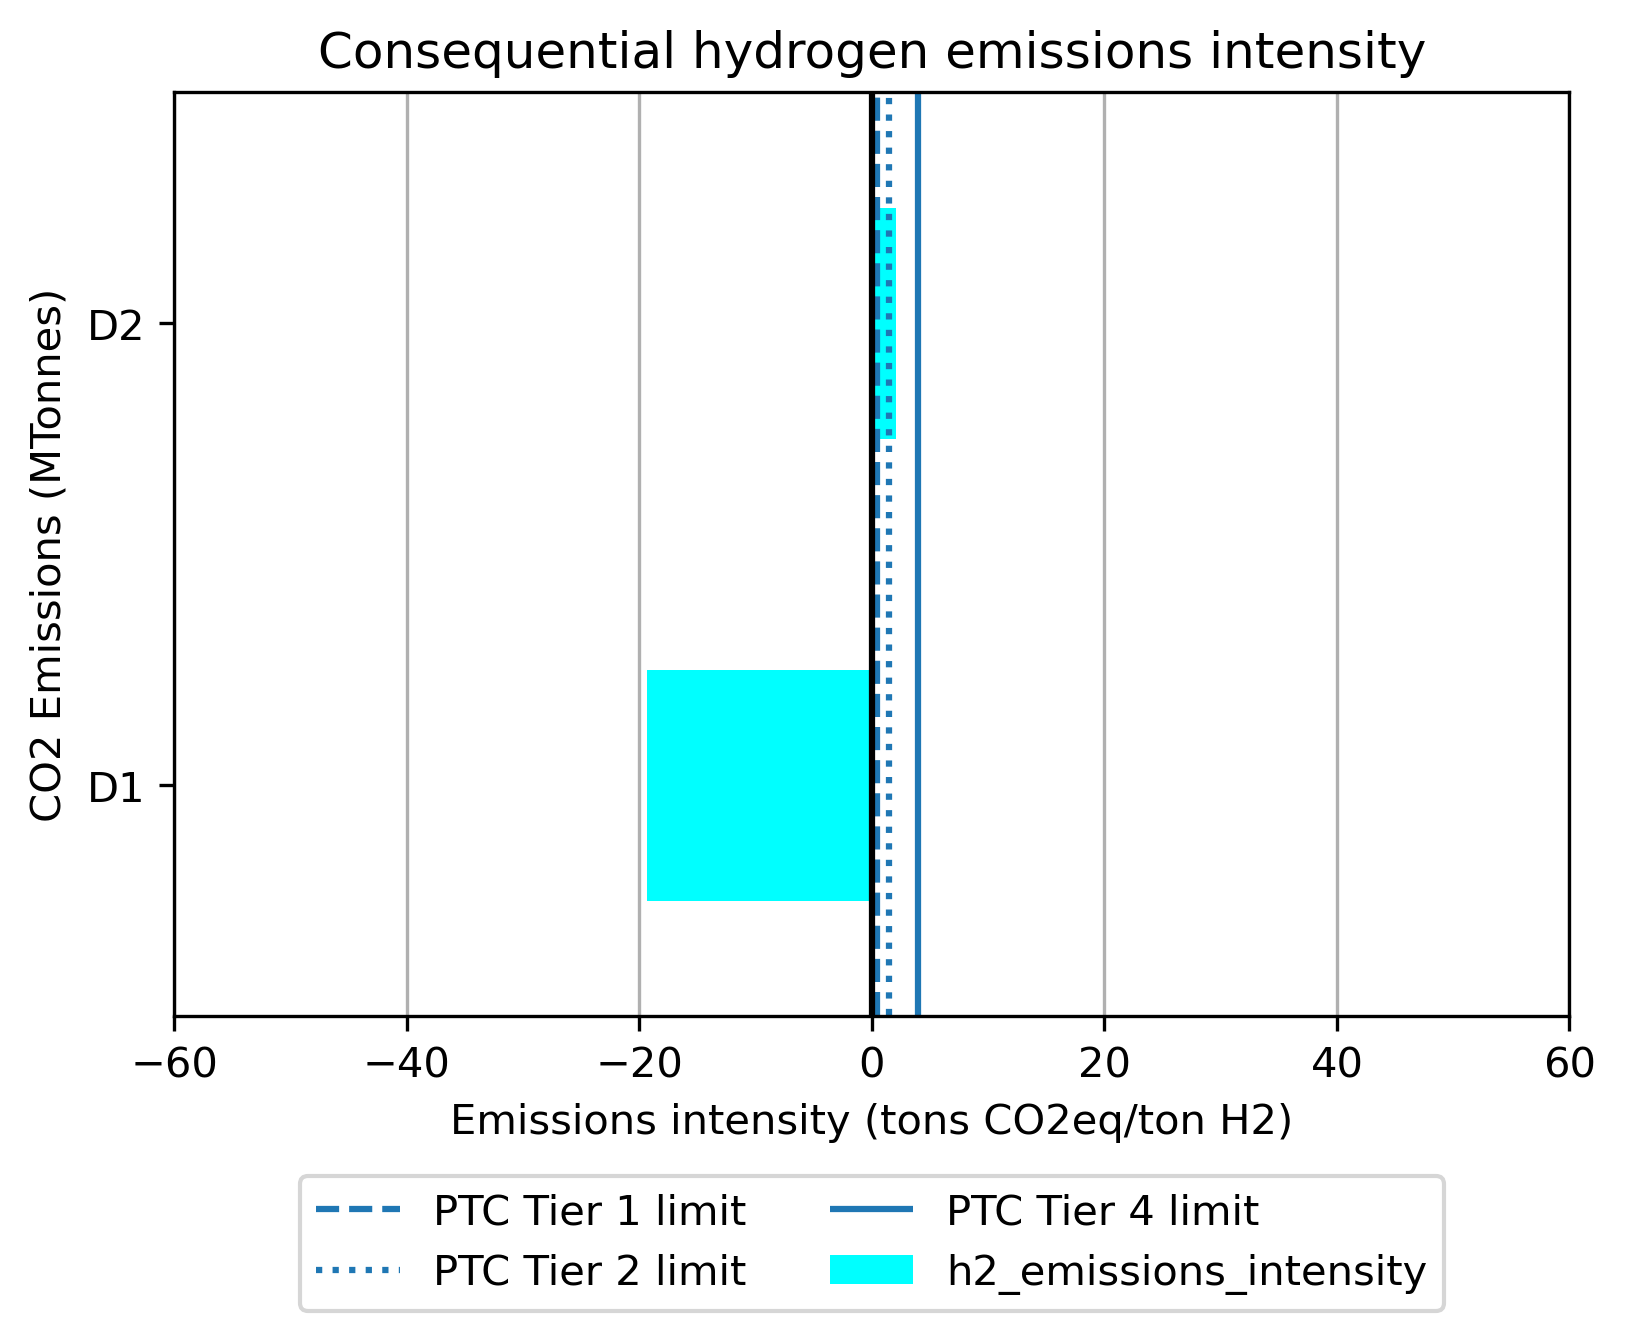 Consequential hydrogen emissions intensity
CO2 Emissions (MTonnes)
D2
D1
−60 −40 −20 0 20 40 60
Emissions intensity (tons CO2eq/ton H2)
PTC Tier 1 limit
PTC Tier 2 limit
PTC Tier 4 limit
h2_emissions_intensity